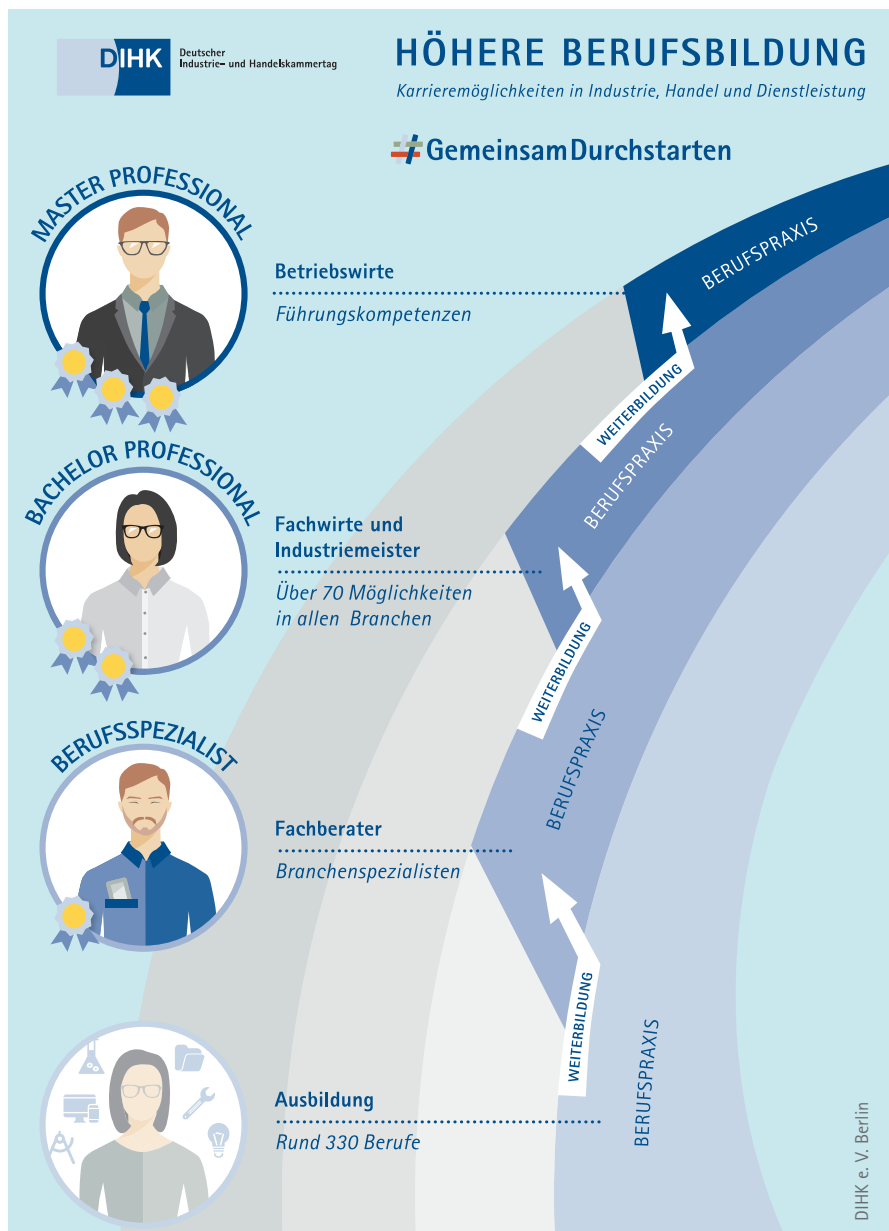 DIHK
Deutscher
Industrie- und Handelskammertag
HÖHERE BERUFSBILDUNG
Karrieremöglichkeiten in Industrie, Handel und Dienstleistung
#GemeinsamDurchstarten
MASTER PROFESSIONAL
Betriebswirte
Führungskompetenzen
BERUFSPRAXIS
WEITERBILDUNG
BACHELOR PROFESSIONAL
Fachwirte und
Industriemeister
Über 70 Möglichkeiten
in allen Branchen
BERUFSPRAXIS
WEITERBILDUNG
BERUFSSPEZIALIST
Fachberater
Branchenspezialisten
BERUFSPRAXIS
WEITERBILDUNG
Ausbildung
Rund 330 Berufe
BERUFSPRAXIS
DIHK e. V. Berlin